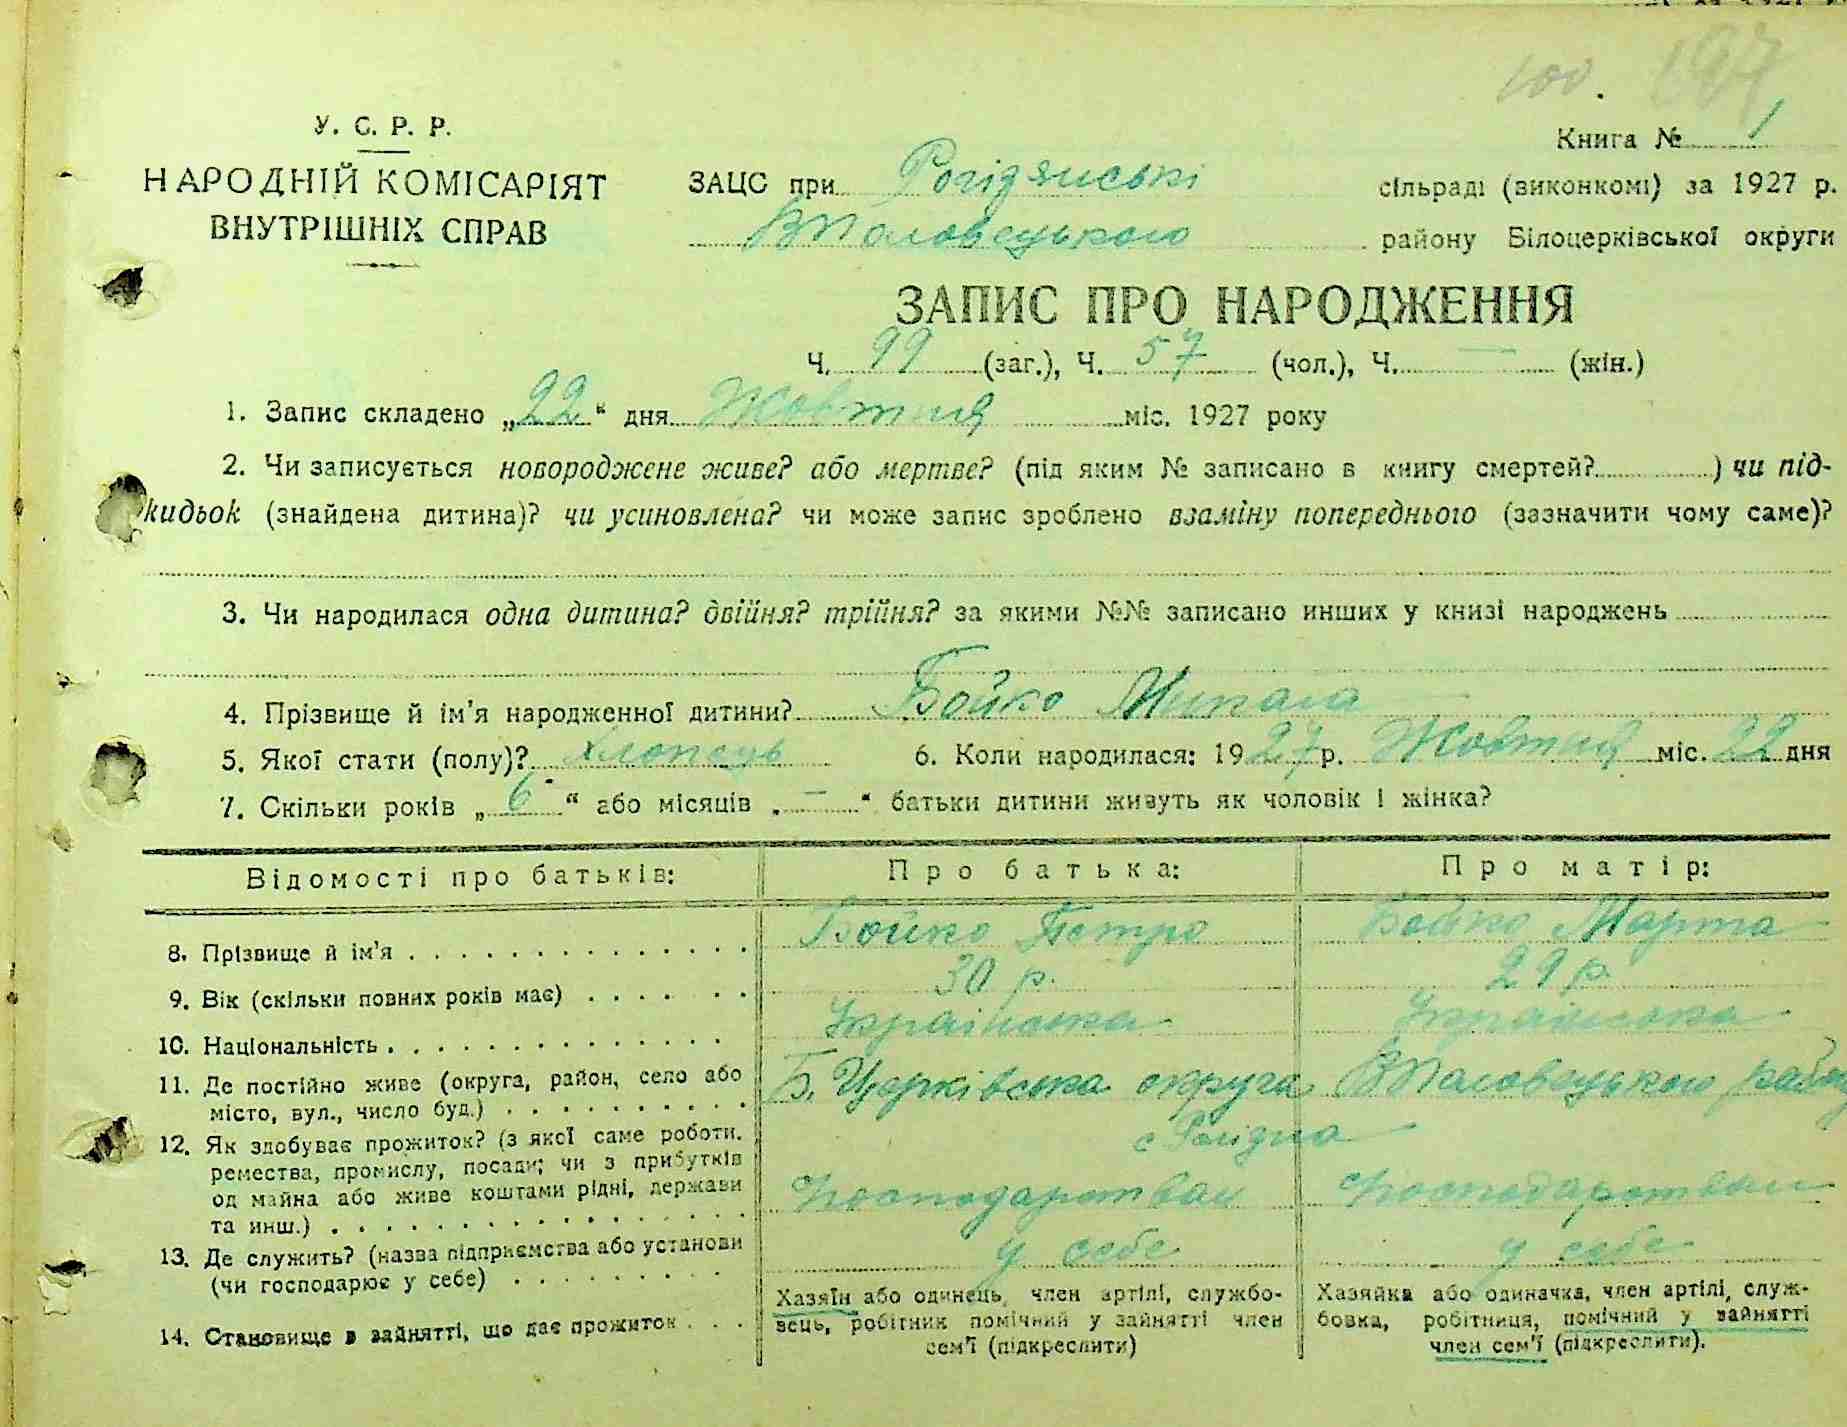 100. 197
У. С. Р. Р.
НАРОДНІЙ КОМІСАРІЯТ
ВНУТРІШНІХ СПРАВ
Книга № 1
ЗАЦС при Рогізянські сільраді (виконкомі) за 1927 р.
ВПоловецького району Білоцерківської округи
ЗАПИС ПРО НАРОДЖЕННЯ
Ч. 99 (заг.), Ч. 57 (чол.), Ч. — (жін.)
1. Запис складено „22“ дня Жовтня міс. 1927 року
2. Чи записується новороджене живе? або мертве? (під яким № записано в книгу смертей? ) чи під-
кидьок (знайдена дитина)? чи усиновлена? чи може запис зроблено взаміну попереднього (зазначити чому саме)?
3. Чи народилася одна дитина? двійня? трійня? за якими №№ записано инших у книзі народжень
4. Прізвище й ім'я народженної дитини? Бойко Микола
5. Якої стати (полу)? хлопець 6. Коли народилася: 1927 р. Жовтня міс. 22 дня
7. Скільки років „6“ або місяців „—“ батьки дитини живуть як чоловік і жінка?
Відомості про батьків: Про батька: Про матір:
8. Прізвище й ім'я Бойко Петро Бойко Марта
9. Вік (скільки повних років має) 30 р. 29 р.
10. Національність Українська Українська
11. Де постійно живе (округа, район, село або
місто, вул., число буд.) Б. Церківська округа ВПоловецького району
с Рогізна
12. Як здобуває прожиток? (з якої саме роботи.
ремества, промислу, посади; чи з прибутків
од майна або живе коштами рідні, держави
та инш.) Господарством Господарством
13. Де служить? (назва підприємства або установи
(чи господарює у себе) у себе у себе
14. Становище в зайнятті, що дає прожиток
Хазяїн або одинець, член артілі, службо-
вець, робітник помічний у зайнятті член
сем'ї (підкреслити)
Хазяйка або одиначка, член артілі, служ-
бовка, робітниця, помічний у зайнятті
член сем'ї (підкреслити).